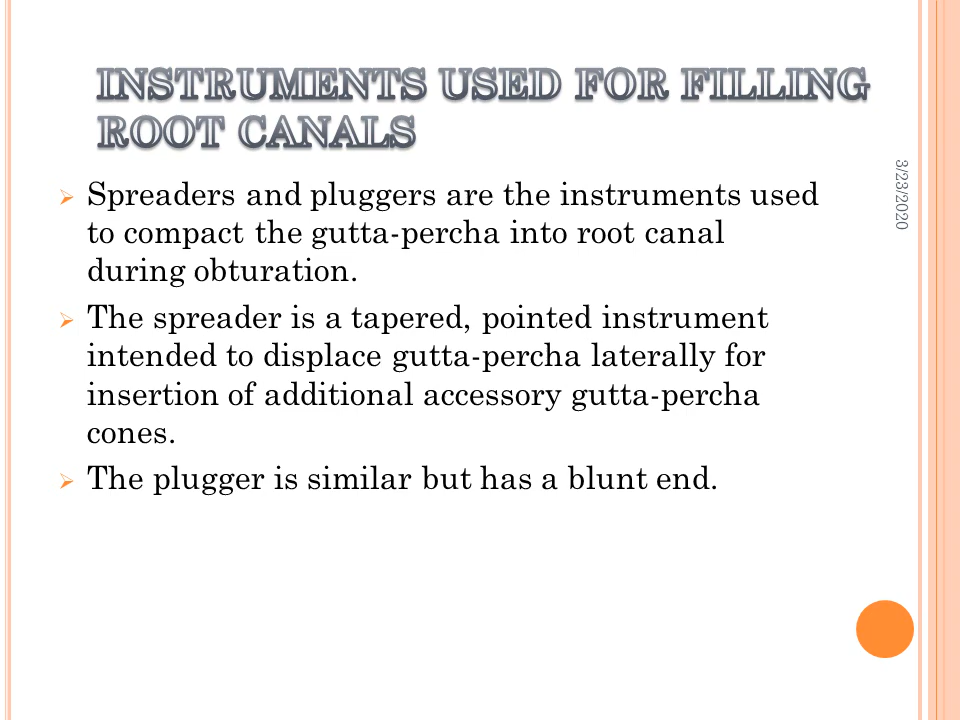 INSTRUMENTS USED FOR FILLING
ROOT CANALS
3/23/2020
➢ Spreaders and pluggers are the instruments used
to compact the gutta-percha into root canal
during obturation.
➢ The spreader is a tapered, pointed instrument
intended to displace gutta-percha laterally for
insertion of additional accessory gutta-percha
cones.
➢ The plugger is similar but has a blunt end.